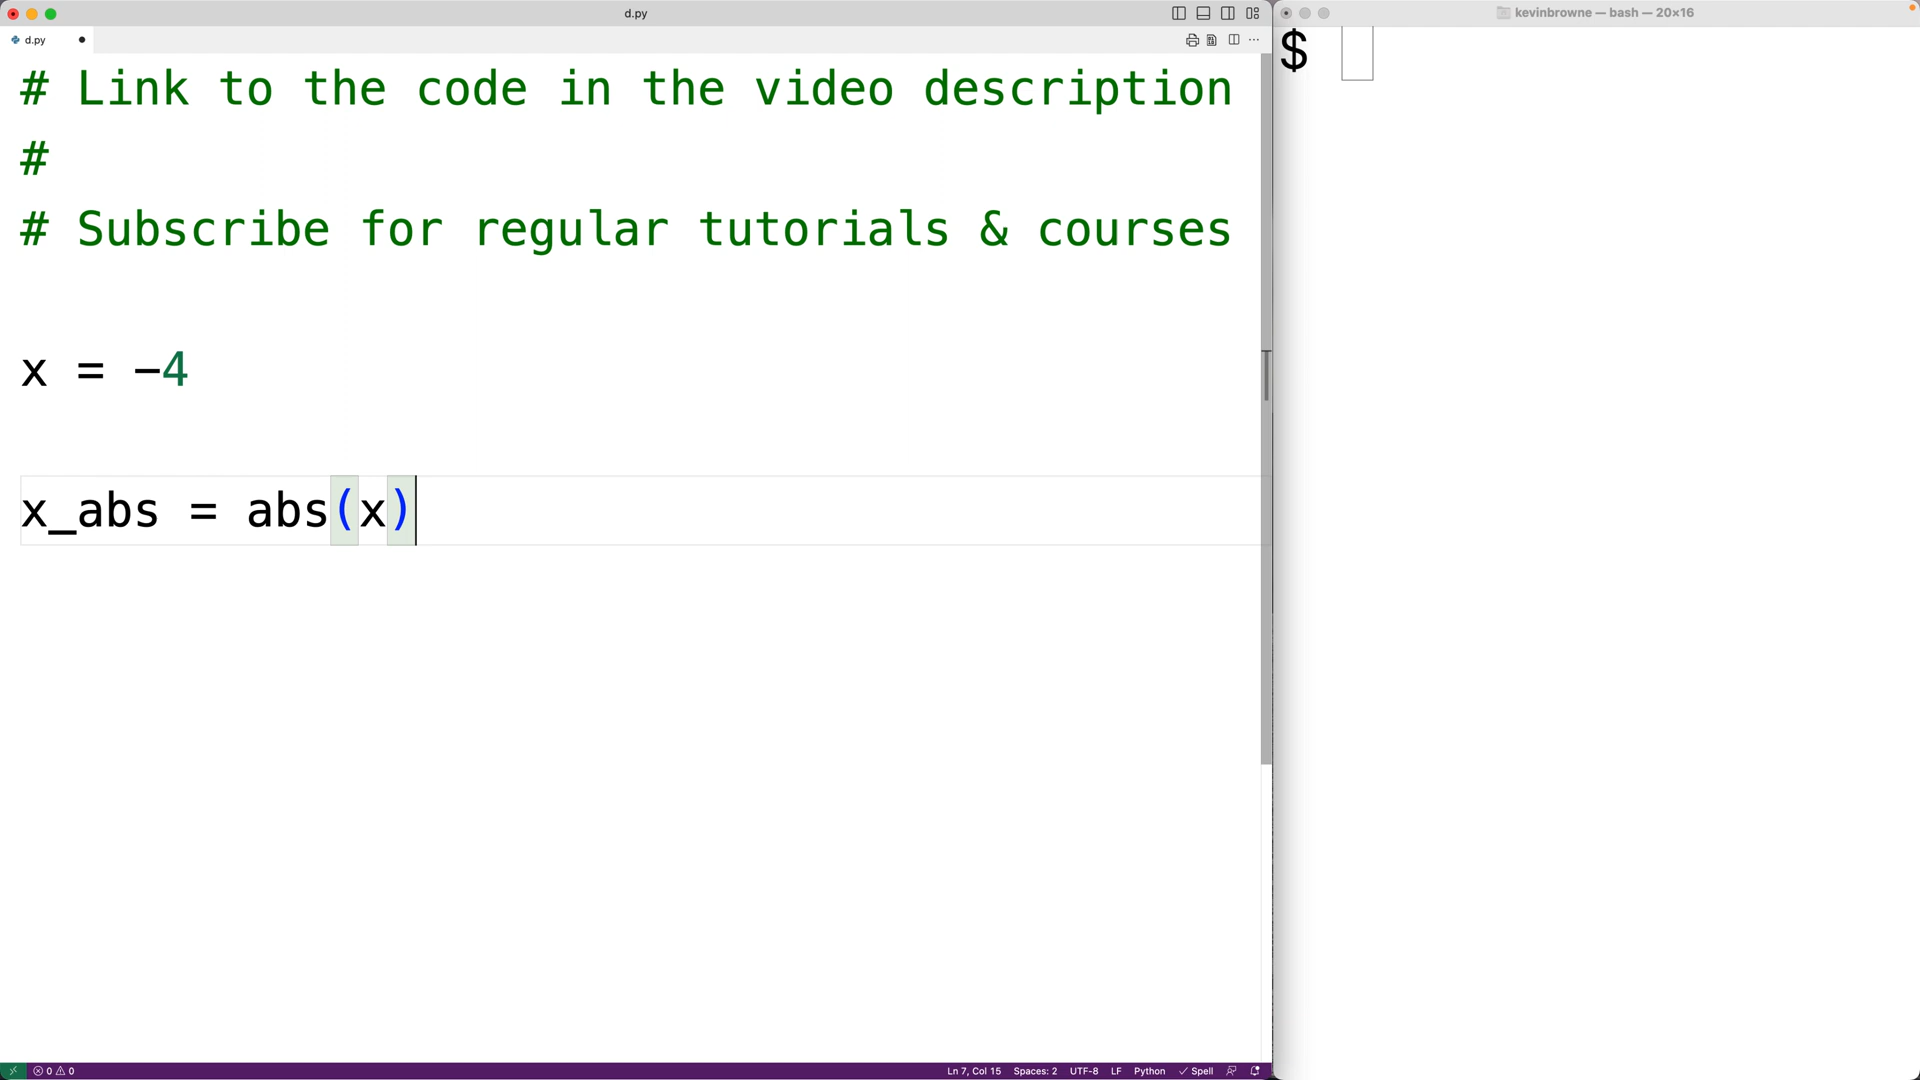 d.py
kevinbrowne — bash — 20×16
d.py
$
# Link to the code in the video description
#
# Subscribe for regular tutorials & courses
x = -4
x_abs = abs(x)
0 0 Ln 7, Col 15 Spaces: 2 UTF-8 LF Python Spell